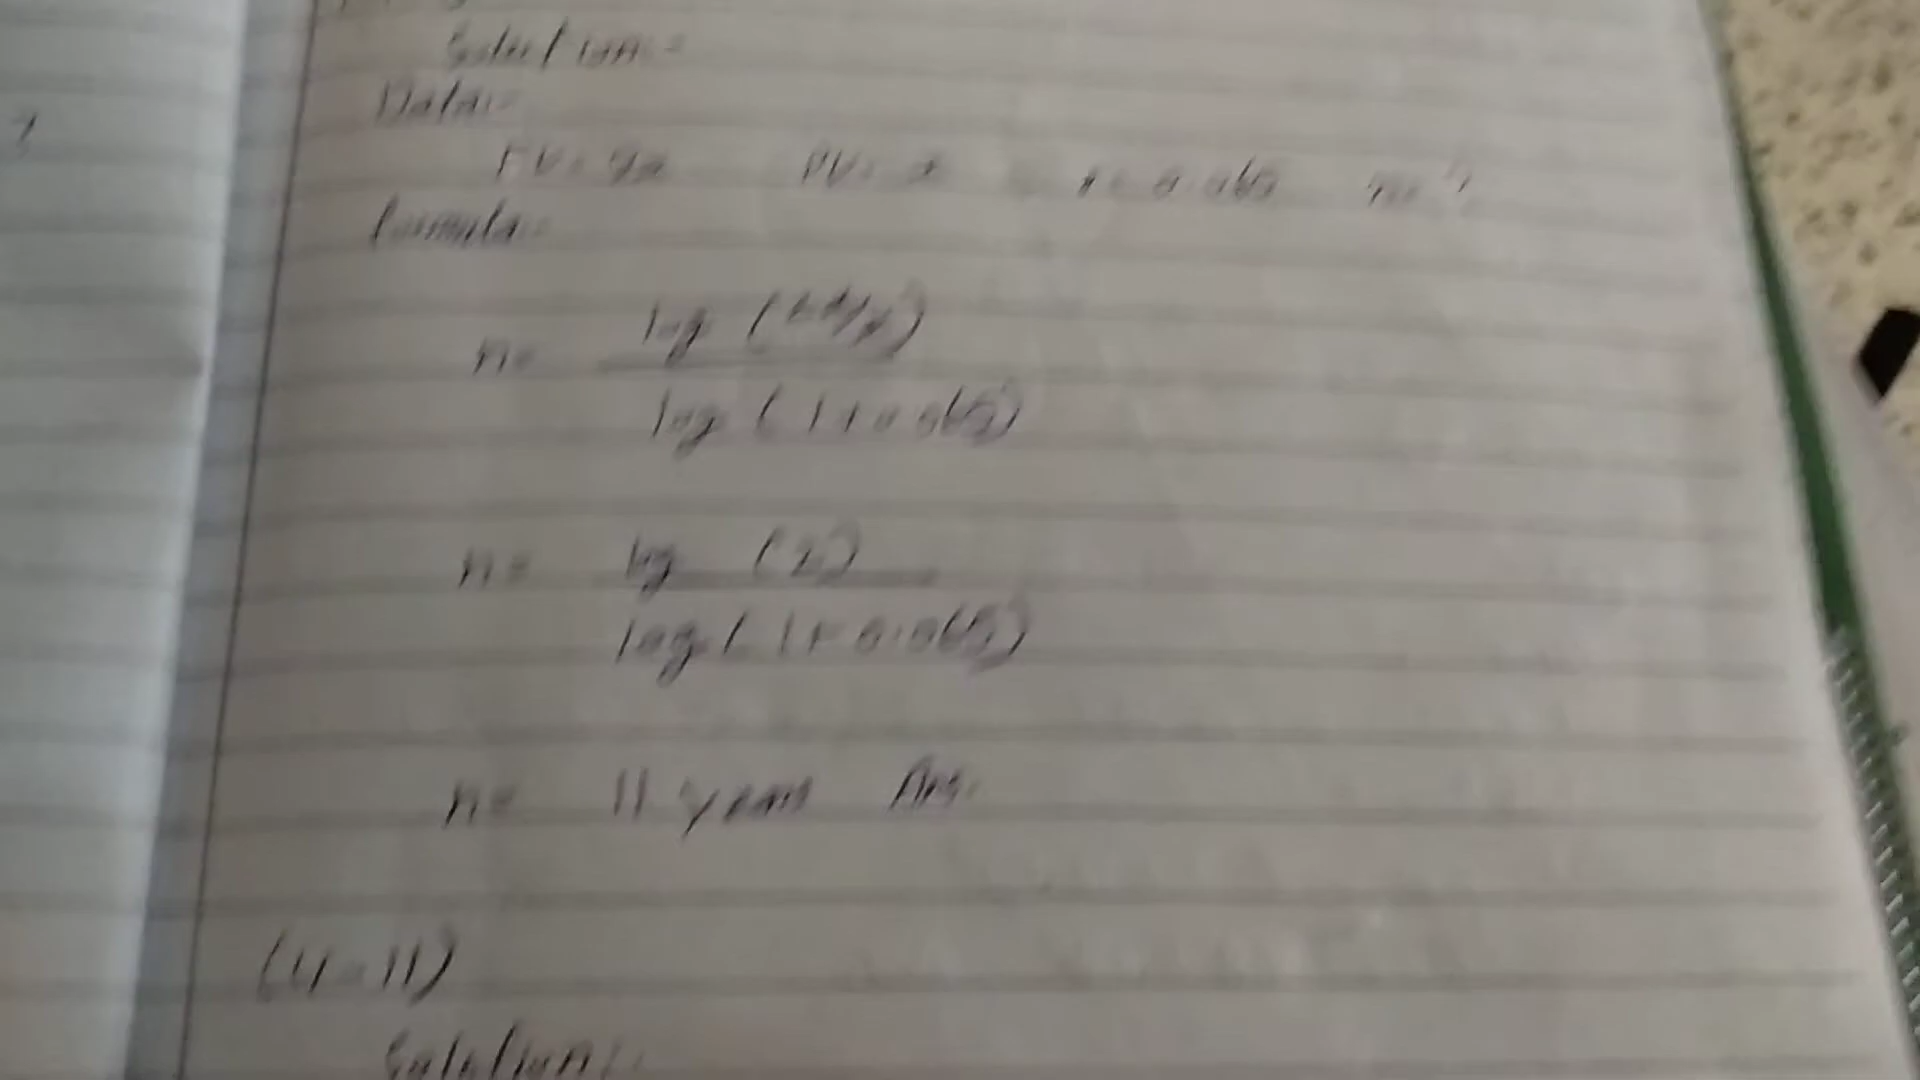 Solution:-
Data:-
FV= 2x PV= x r= 0.065 n= ?
Formula:-
log
n=
log (1+0.065)
n= log (2)
log (1+0.065)
n= 11 years Ans.
(4-11)
Solution:-